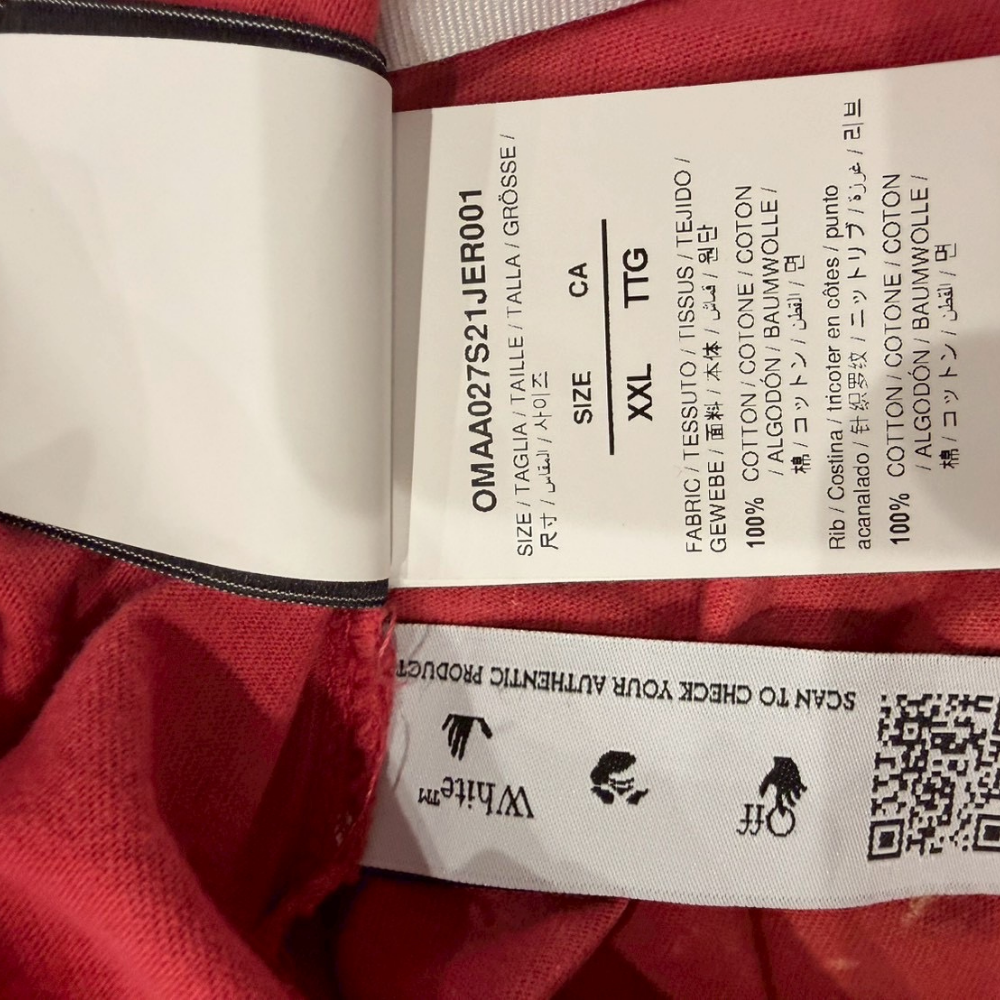 OMAA027S21JER001
SIZE / TAGLIA / TAILLE / TALLA / GRÖSSE /
尺寸 / المقاس / 사이즈
SIZE CA
XXL TTG
FABRIC / TESSUTO / TISSUS / TEJIDO /
GEWEBE / 面料 / 本体 / قماش / 원단
100% COTTON / COTONE / COTON
/ ALGODÓN / BAUMWOLLE /
棉 / コットン / القطن / 면
Rib / Costina / tricoter en côtes / punto
acanalado / 针织罗纹 / ニットリブ / غرزة / 리브
100% COTTON / COTONE / COTON
/ ALGODÓN / BAUMWOLLE /
棉 / コットン / القطن / 면
SCAN TO CHECK YOUR AUTHENTIC PRODUCT
Off
White™